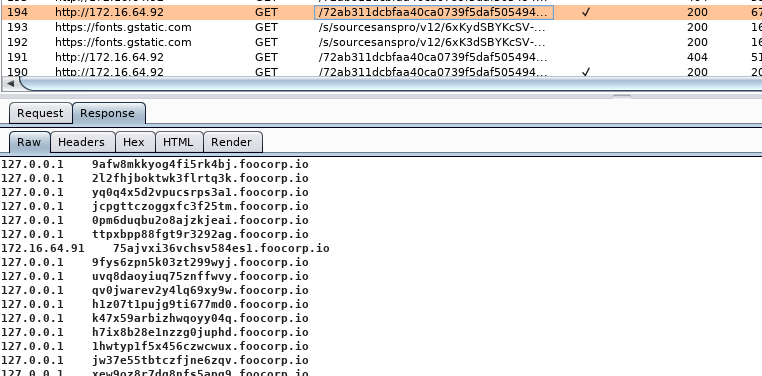 194 http://172.16.64.92 GET /72ab311dcbfaa40ca0739f5daf505494... ✓ 200 67
193 https://fonts.gstatic.com GET /s/sourcesanspro/v12/6xKydSBYKcSV-... 200 16
192 https://fonts.gstatic.com GET /s/sourcesanspro/v12/6xK3dSBYKcSV-... 200 16
191 http://172.16.64.92 GET /72ab311dcbfaa40ca0739f5daf505494... 404 51
190 http://172.16.64.92 GET /72ab311dcbfaa40ca0739f5daf505494... ✓ 200 20
Request Response
Raw Headers Hex HTML Render
127.0.0.1 9afw8mkkyog4fi5rk4bj.foocorp.io
127.0.0.1 2l2fhjboktwk3flrtq3k.foocorp.io
127.0.0.1 yq0q4x5d2vpucsrps3a1.foocorp.io
127.0.0.1 jcpgttczoggxfc3f25tm.foocorp.io
127.0.0.1 0pm6duqbu2o8ajzkjeai.foocorp.io
127.0.0.1 ttpxbpp88fgt9r3292ag.foocorp.io
172.16.64.91 75ajvxi36vchsv584es1.foocorp.io
127.0.0.1 9fys6zpn5k03zt299wyj.foocorp.io
127.0.0.1 uvq8daoyiuq75znffwvy.foocorp.io
127.0.0.1 qv0jwarev2y4lq69xy9w.foocorp.io
127.0.0.1 h1z07t1pujg9ti677md0.foocorp.io
127.0.0.1 k47x59arbizhwqoyy04q.foocorp.io
127.0.0.1 h7ix8b28e1nzzg0juphd.foocorp.io
127.0.0.1 1hwtyp1f5x456czwcwux.foocorp.io
127.0.0.1 jw37e55tbtczfjne6zqv.foocorp.io
127.0.0.1 xew9oz8r7dg8nfs5apg9.foocorp.io